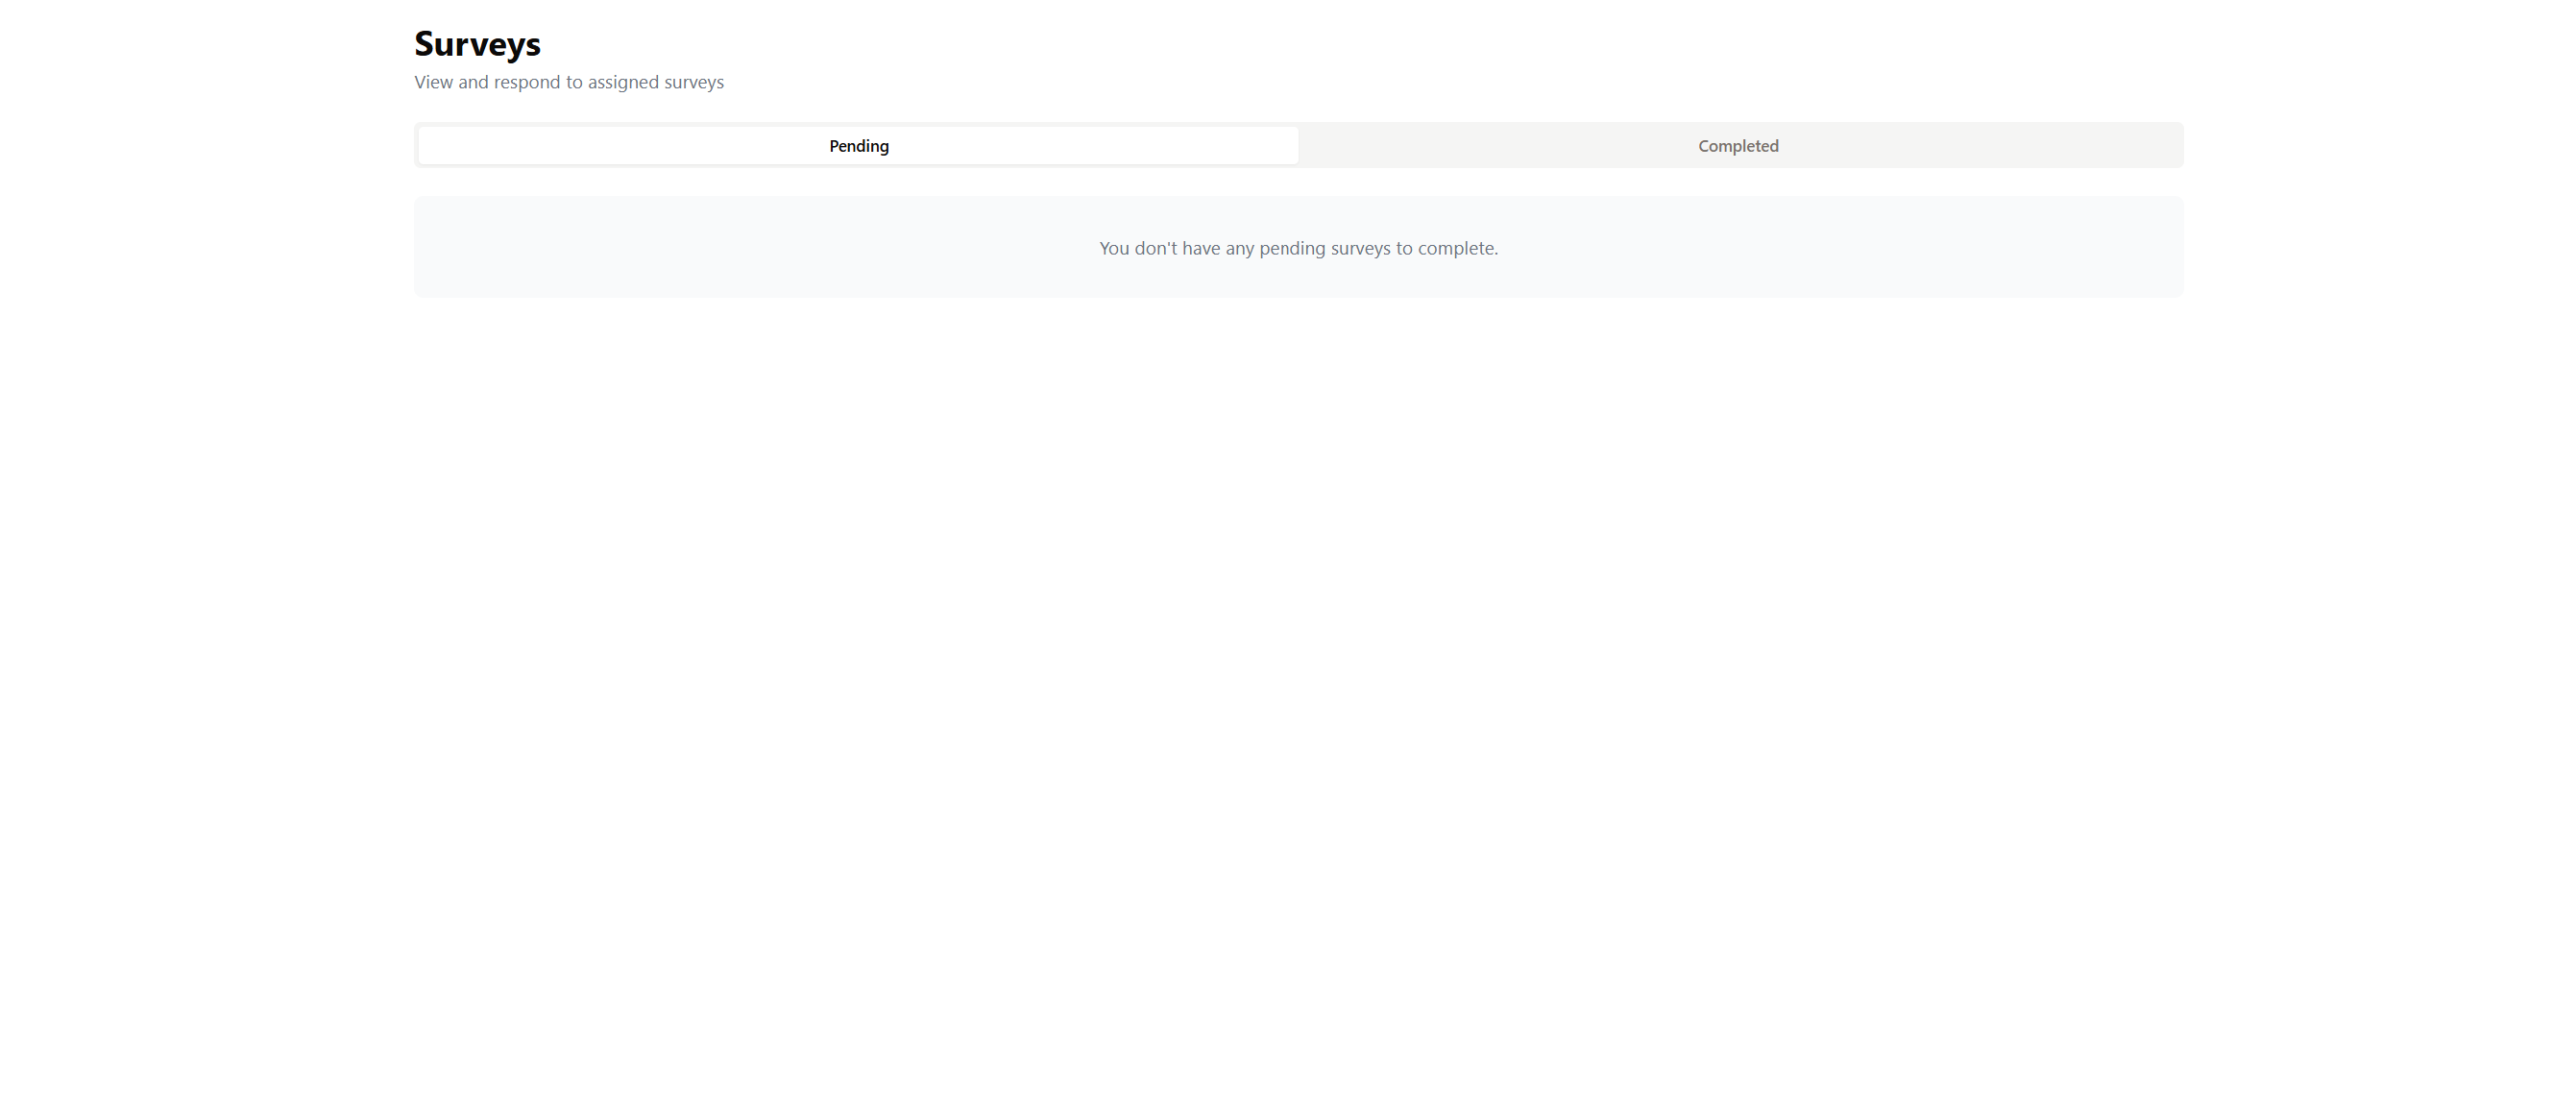 Surveys
View and respond to assigned surveys
Pending
Completed
You don't have any pending surveys to complete.